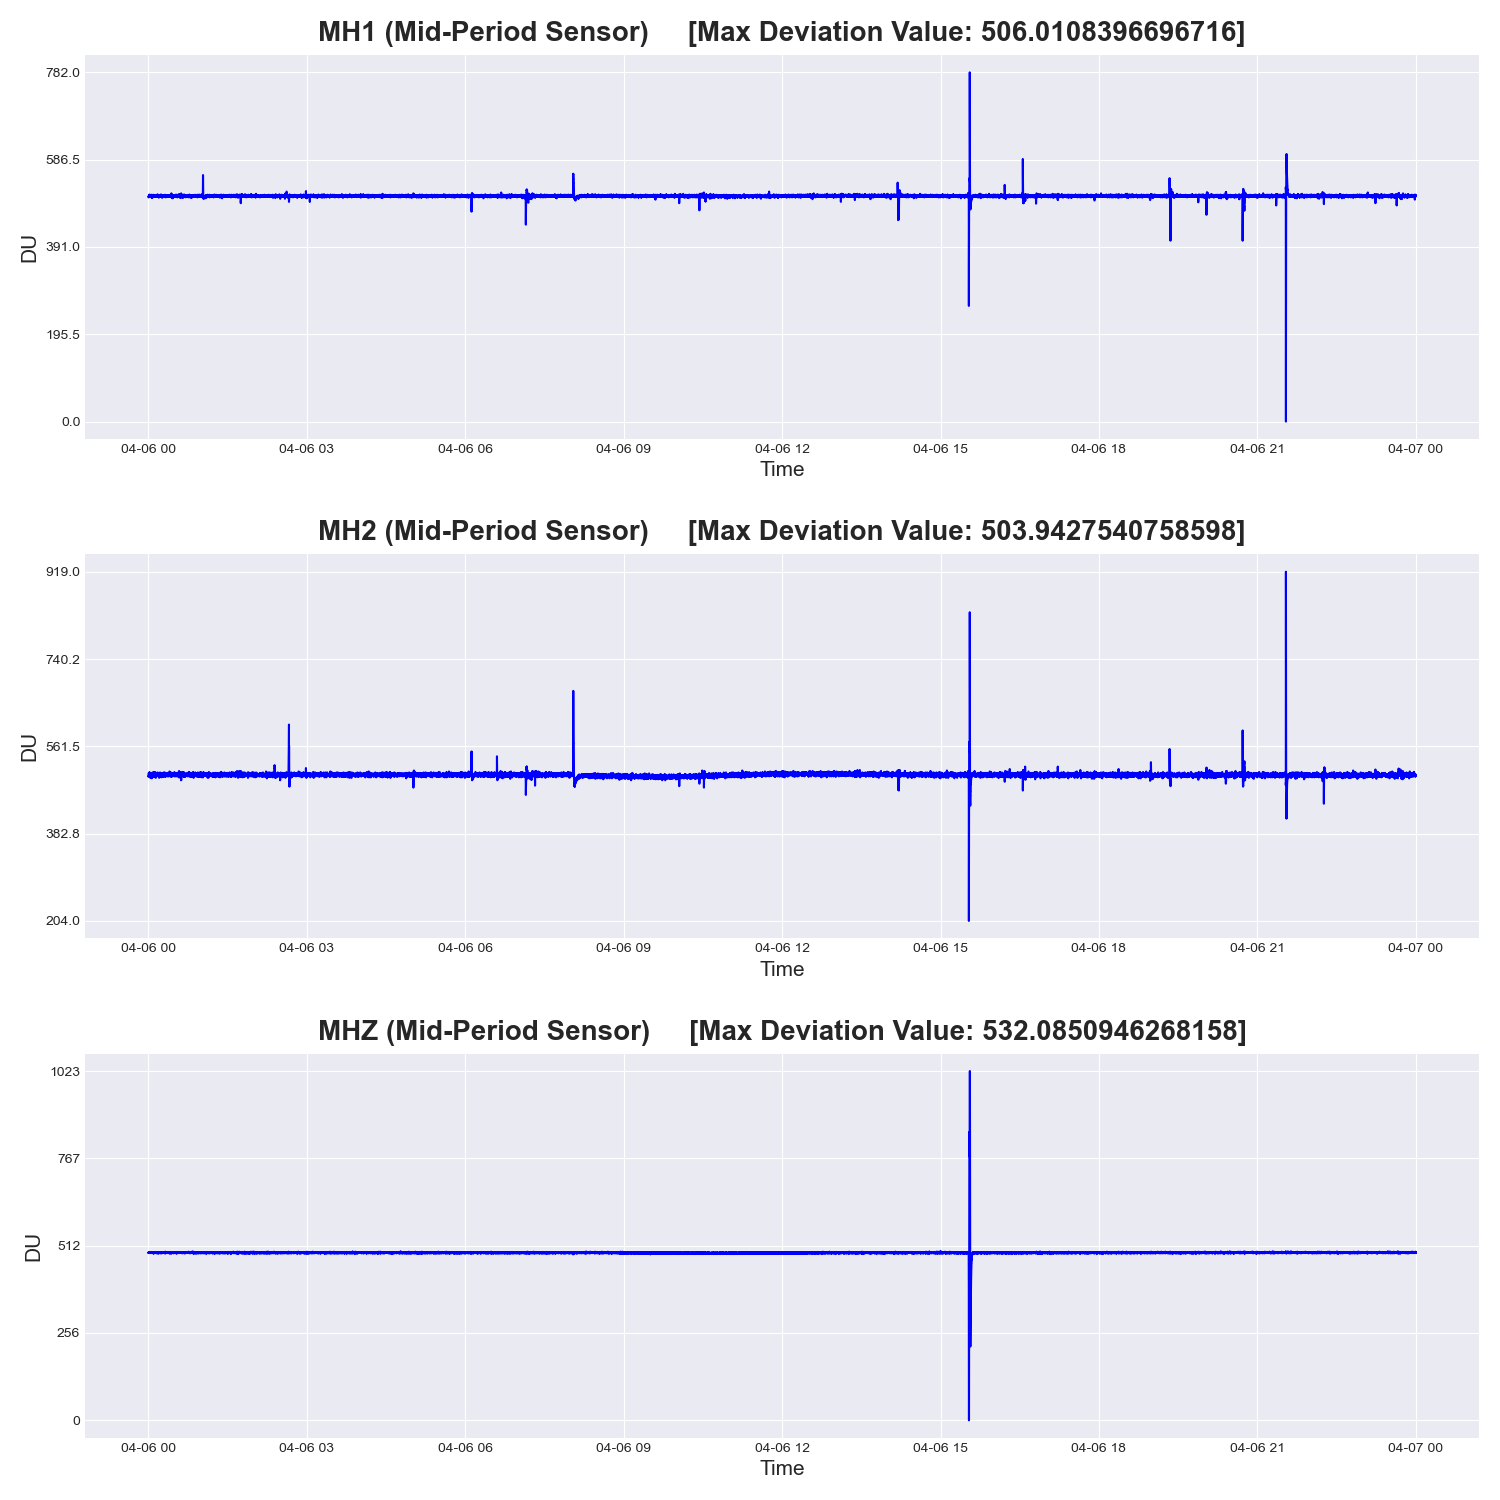 MH1 (Mid-Period Sensor) [Max Deviation Value: 506.0108396696716]
782.0
586.5
391.0
195.5
0.0
DU
04-06 00 04-06 03 04-06 06 04-06 09 04-06 12 04-06 15 04-06 18 04-06 21 04-07 00
Time
MH2 (Mid-Period Sensor) [Max Deviation Value: 503.9427540758598]
919.0
740.2
561.5
382.8
204.0
DU
04-06 00 04-06 03 04-06 06 04-06 09 04-06 12 04-06 15 04-06 18 04-06 21 04-07 00
Time
MHZ (Mid-Period Sensor) [Max Deviation Value: 532.0850946268158]
1023
767
512
256
0
DU
04-06 00 04-06 03 04-06 06 04-06 09 04-06 12 04-06 15 04-06 18 04-06 21 04-07 00
Time